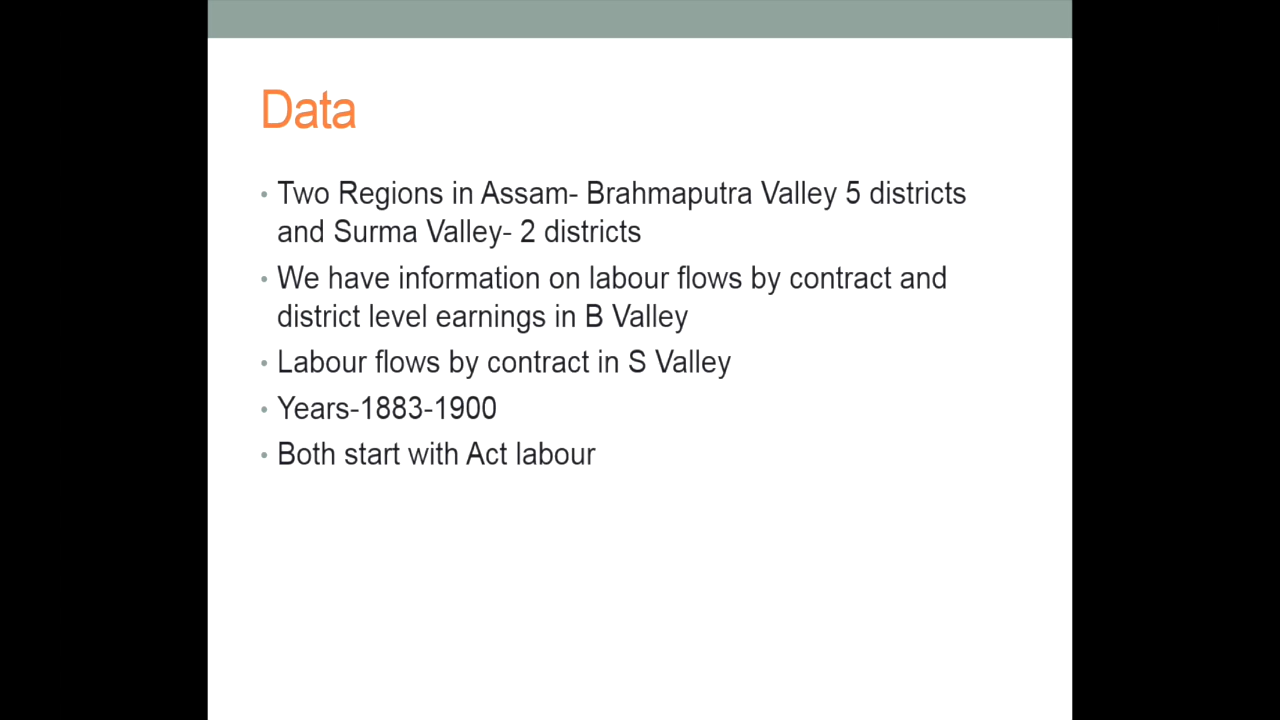 Data
• Two Regions in Assam- Brahmaputra Valley 5 districts
and Surma Valley- 2 districts
• We have information on labour flows by contract and
district level earnings in B Valley
• Labour flows by contract in S Valley
• Years-1883-1900
• Both start with Act labour